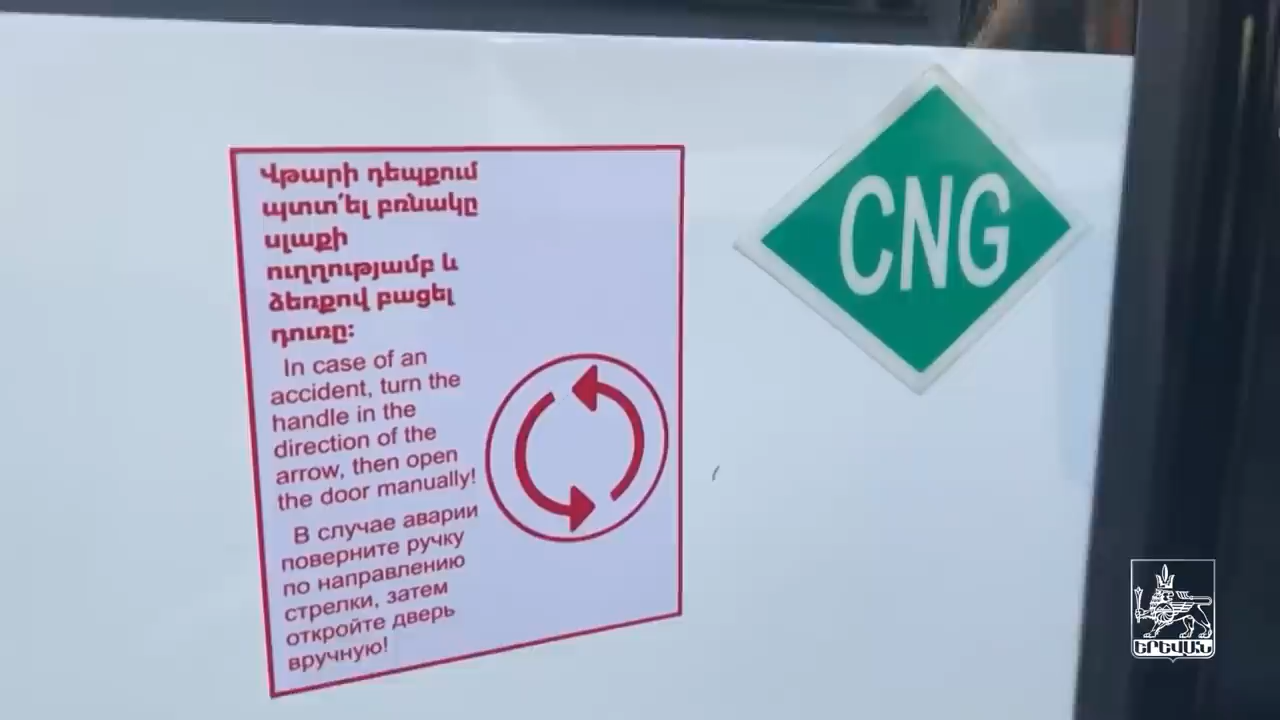 Վթարի դեպքում
պտտ՛ել բռնակը
սլաքի
ուղղությամբ և
ձեռքով բացել
դուռը:
In case of an
accident, turn the
handle in the
direction of the
arrow, then open
the door manually!
В случае аварии
поверните ручку
по направлению
стрелки, затем
откройте дверь
вручную!
CNG
ԵՐԵՎԱՆ